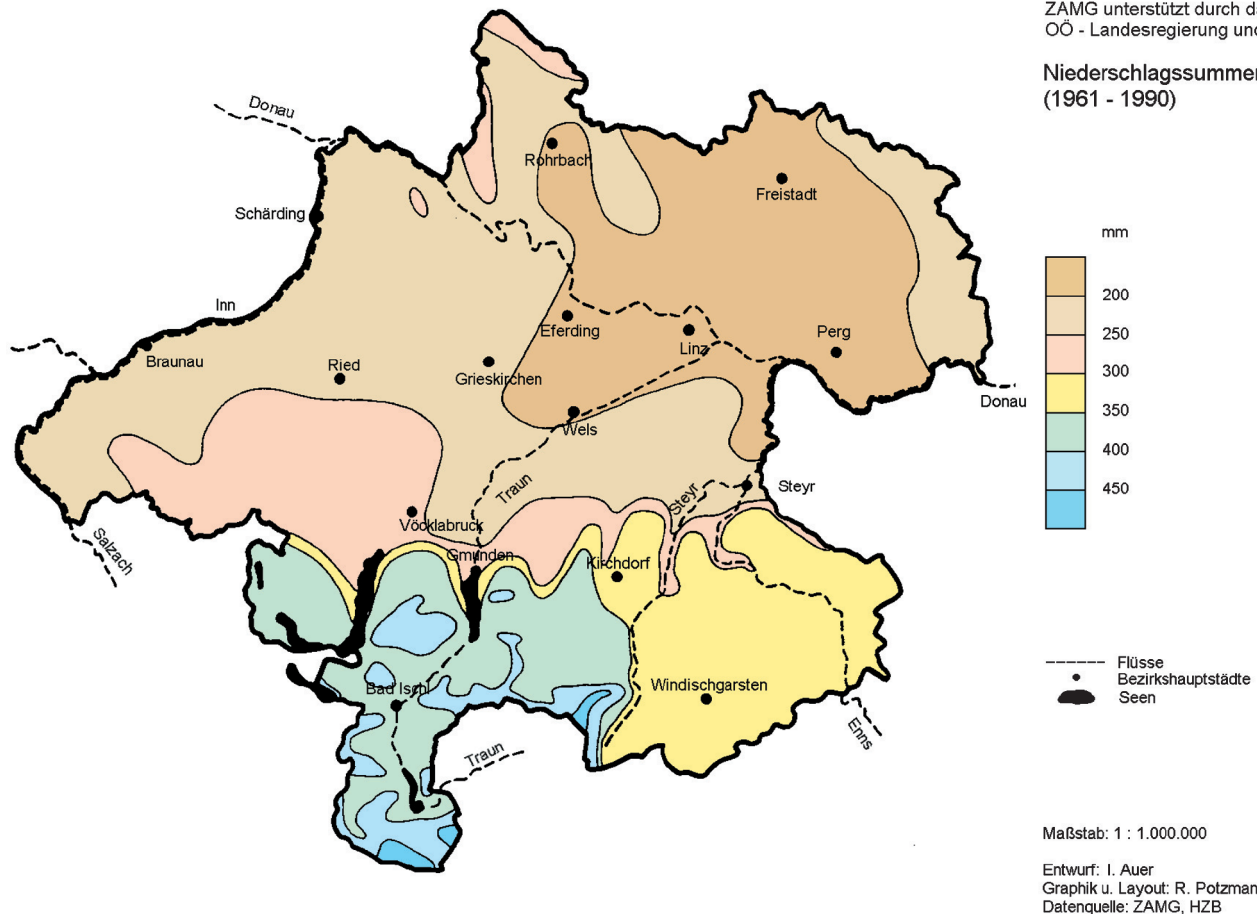 ZAMG unterstützt durch
OÖ - Landesregierung
Niederschlagssummen
(1961 - 1990)
Donau
Rohrbach
Freistadt
Schärding
mm
Inn
200
Eferding
Linz
Perg
250
Braunau
Ried
Grieskirchen
300
350
Donau
400
Wels
450
Traun
Steyr
Steyr
Vöcklabruck
Salzach
Gmunden
Kirchdorf
Flüsse
Bezirkshauptstädte
Seen
Bad Ischl
Windischgarsten
Enns
Traun
Maßstab: 1 : 1.000.000
Entwurf: I. Auer
Graphik u. Layout: R. Potzman
Datenquelle: ZAMG, HZB